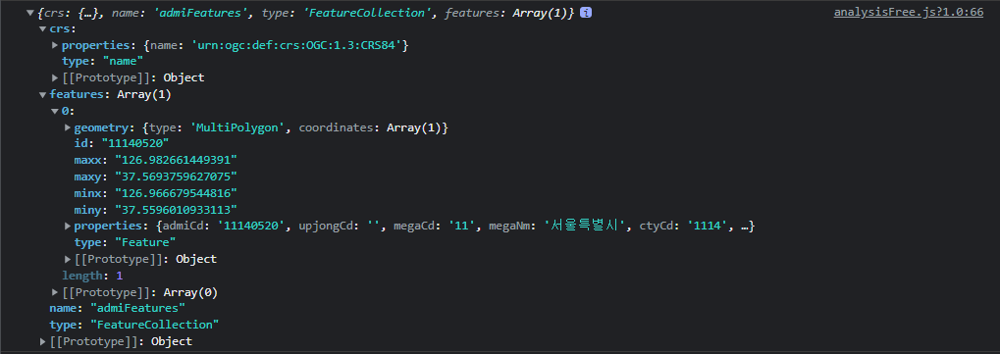 {crs: {…}, name: 'admiFeatures', type: 'FeatureCollection', features: Array(1)} i analysisFree.js?1.0:66
crs:
properties: {name: 'urn:ogc:def:crs:OGC:1.3:CRS84'}
type: "name"
[[Prototype]]: Object
features: Array(1)
0:
geometry: {type: 'MultiPolygon', coordinates: Array(1)}
id: "11140520"
maxx: "126.982661449391"
maxy: "37.5693759627075"
minx: "126.966679544816"
miny: "37.5596010933113"
properties: {admiCd: '11140520', upjongCd: '', megaCd: '11', megaNm: '서울특별시', ctyCd: '1114', …}
type: "Feature"
[[Prototype]]: Object
length: 1
[[Prototype]]: Array(0)
name: "admiFeatures"
type: "FeatureCollection"
[[Prototype]]: Object